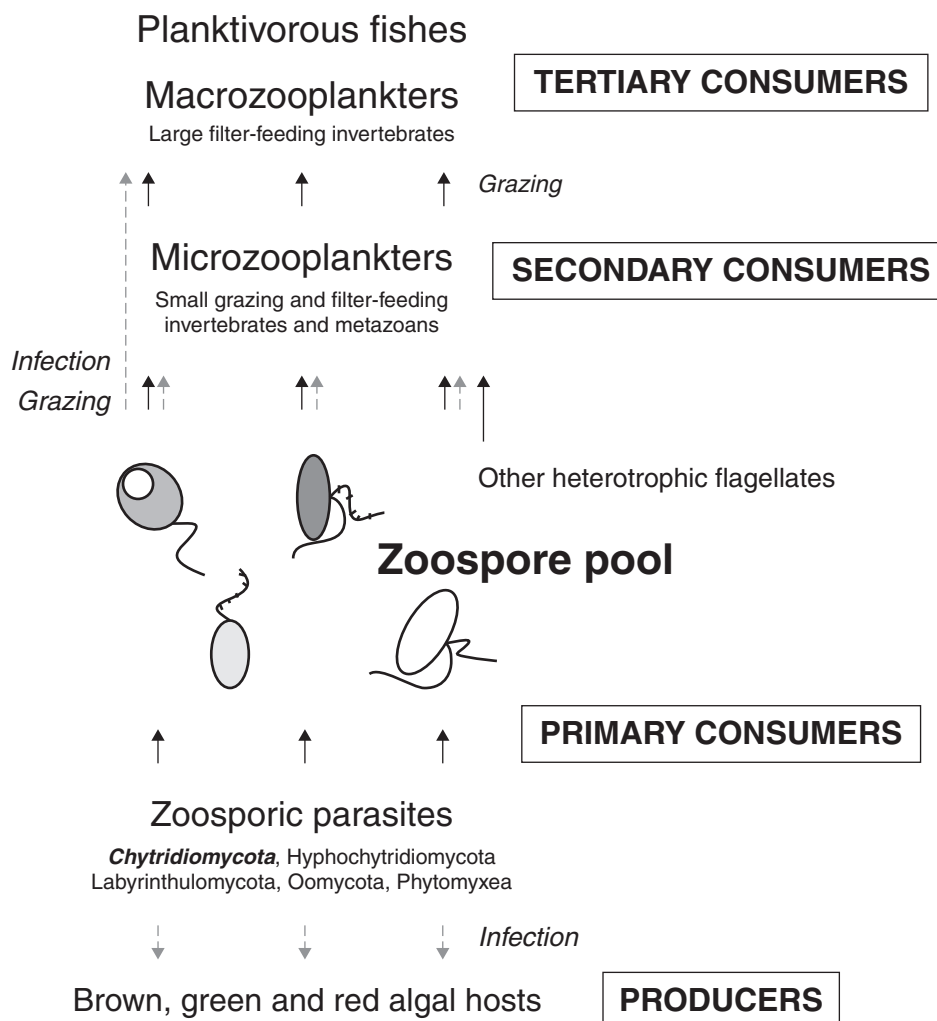 Planktivorous fishes
TERTIARY CONSUMERS
Macrozooplankters
Large filter-feeding invertebrates
Grazing
Microzooplankters
SECONDARY CONSUMERS
Small grazing and filter-feeding
invertebrates and metazoans
Infection
Grazing
Other heterotrophic flagellates
Zoospore pool
PRIMARY CONSUMERS
Zoosporic parasites
Chytridiomycota, Hyphochytridiomycota
Labyrinthulomycota, Oomycota, Phytomyxea
Infection
Brown, green and red algal hosts
PRODUCERS